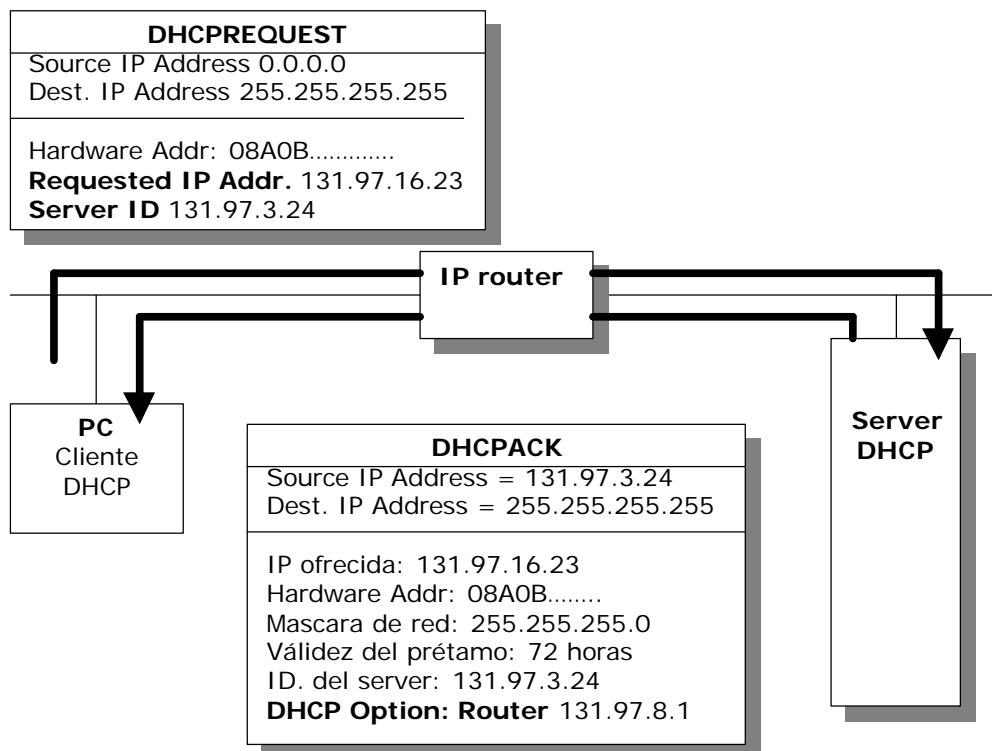 DHCPREQUEST
Source IP Address 0.0.0.0
Dest. IP Address 255.255.255.255
Hardware Addr: 08A0B.............
Requested IP Addr. 131.97.16.23
Server ID 131.97.3.24
IP router
PC
Cliente
DHCP
Server
DHCP
DHCPACK
Source IP Address = 131.97.3.24
Dest. IP Address = 255.255.255.255
IP ofrecida: 131.97.16.23
Hardware Addr: 08A0B........
Mascara de red: 255.255.255.0
Válidez del prétamo: 72 horas
ID. del server: 131.97.3.24
DHCP Option: Router 131.97.8.1